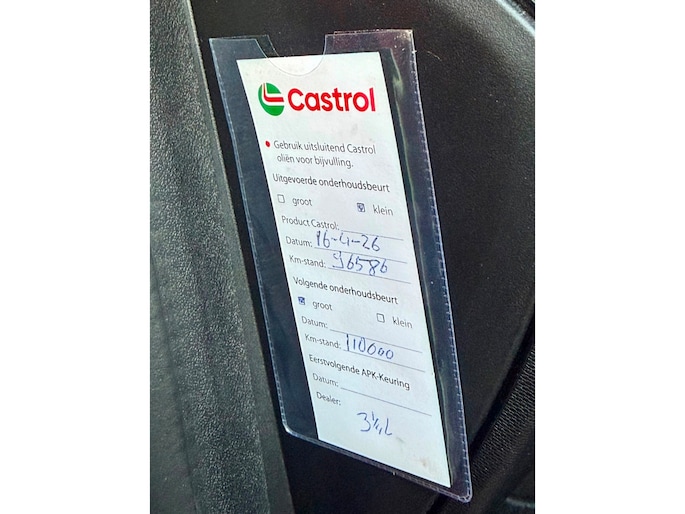 Castrol
• Gebruik uitsluitend Castrol
oliën voor bijvulling.
Uitgevoerde onderhoudsbeurt
groot klein
Product Castrol:
Datum: 16-4-26
Km-stand: 96586
Volgende onderhoudsbeurt
groot klein
Datum:
Km-stand: 110000
Eerstvolgende APK-Keuring
Datum:
Dealer:
3½L